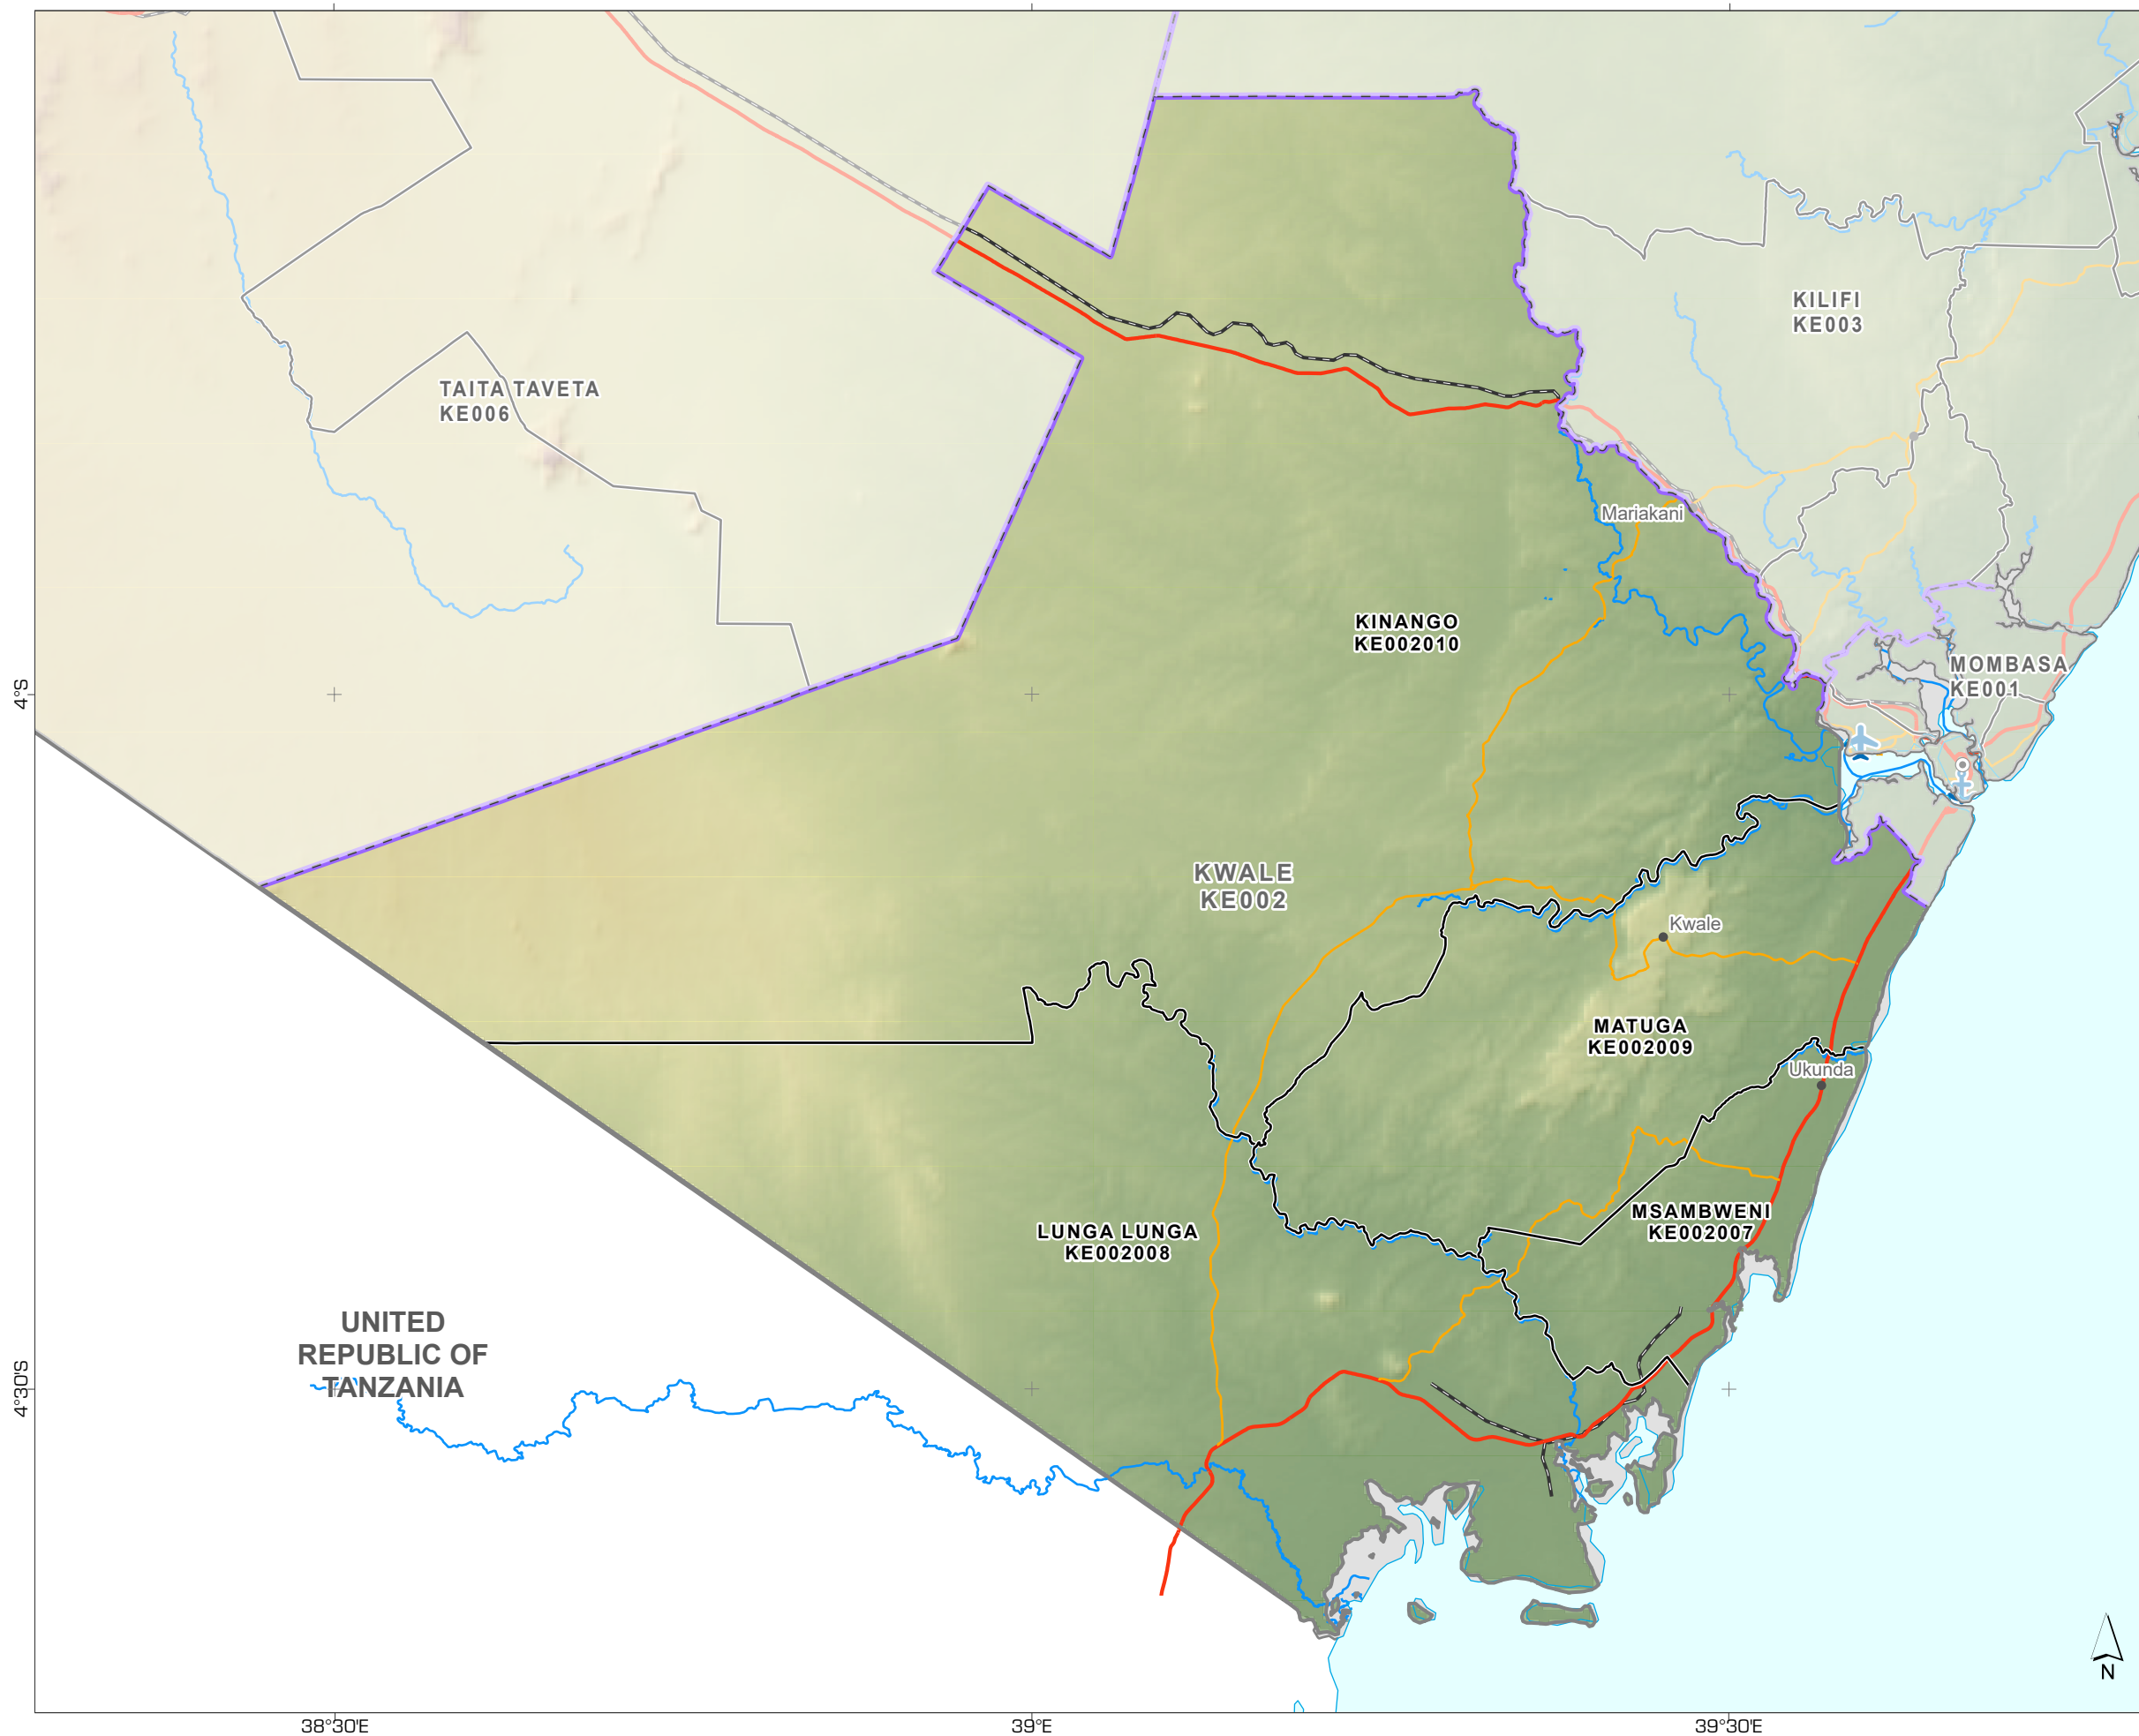 KILIFI
KE003
TAITA TAVETA
KE006
Mariakani
KINANGO
KE002010
MOMBASA
KE001
4°S
KWALE
KE002
Kwale
MATUGA
KE002009
Ukunda
MSAMBWENI
KE002007
LUNGA LUNGA
KE002008
UNITED
REPUBLIC OF
TANZANIA
4°30'S
N
38°30'E
39°E
39°30'E